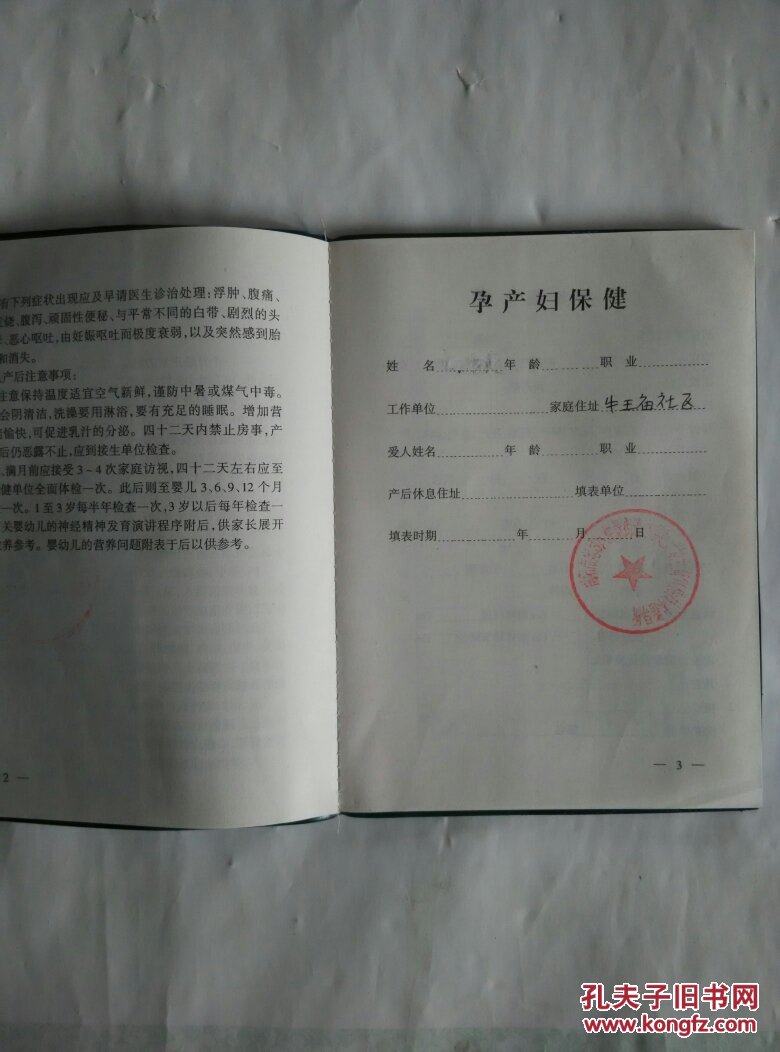 有下列症状出现应及早请医生诊治处理:浮肿、腹痛、
烧、腹泻、顽固性便秘、与平常不同的白带、剧烈的头
、恶心呕吐,由妊娠呕吐而极度衰弱,以及突然感到胎
和消失。
产后注意事项:
注意保持温度适宜空气新鲜,谨防中暑或煤气中毒。
会阴清洁,洗澡要用淋浴,要有充足的睡眠。增加营
愉快,可促进乳汁的分泌。四十二天内禁止房事,产
后仍恶露不止,应到接生单位检查。
满月前应接受3~4次家庭访视,四十二天左右应至
健单位全面体检一次。此后则至婴儿3、6、9、12个月
一次。1至3岁每半年检查一次,3岁以后每年检查一
关婴幼儿的神经精神发育演讲程序附后,供家长展开
养参考。婴幼儿的营养问题附表于后以供参考。
2 —
孕产妇保健
姓 名 年 龄 职 业
工作单位 家庭住址 牛王庙社区
爱人姓名 年 龄 职 业
产后休息住址 填表单位
填表时期 年 月 日
— 3 —
孔夫子旧书网
www.kongfz.com